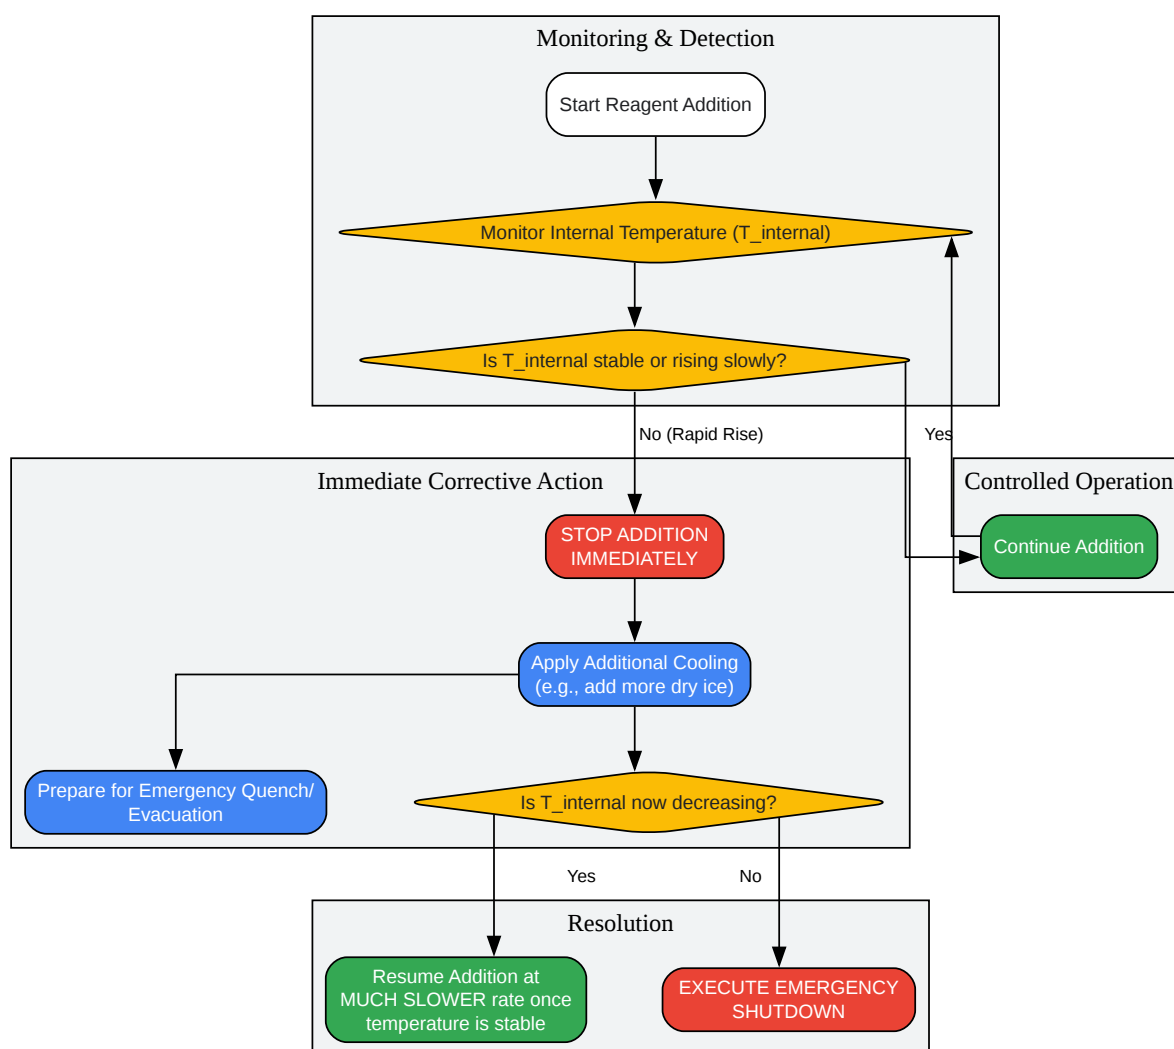 Monitoring & Detection
Start Reagent Addition
Monitor Internal Temperature (T_internal)
Is T_internal stable or rising slowly?
No (Rapid Rise)
Yes
Immediate Corrective Action
Controlled Operation
STOP ADDITION
IMMEDIATELY
Continue Addition
Apply Additional Cooling
(e.g., add more dry ice)
Prepare for Emergency Quench/
Evacuation
Is T_internal now decreasing?
Yes
No
Resolution
Resume Addition at
MUCH SLOWER rate once
temperature is stable
EXECUTE EMERGENCY
SHUTDOWN